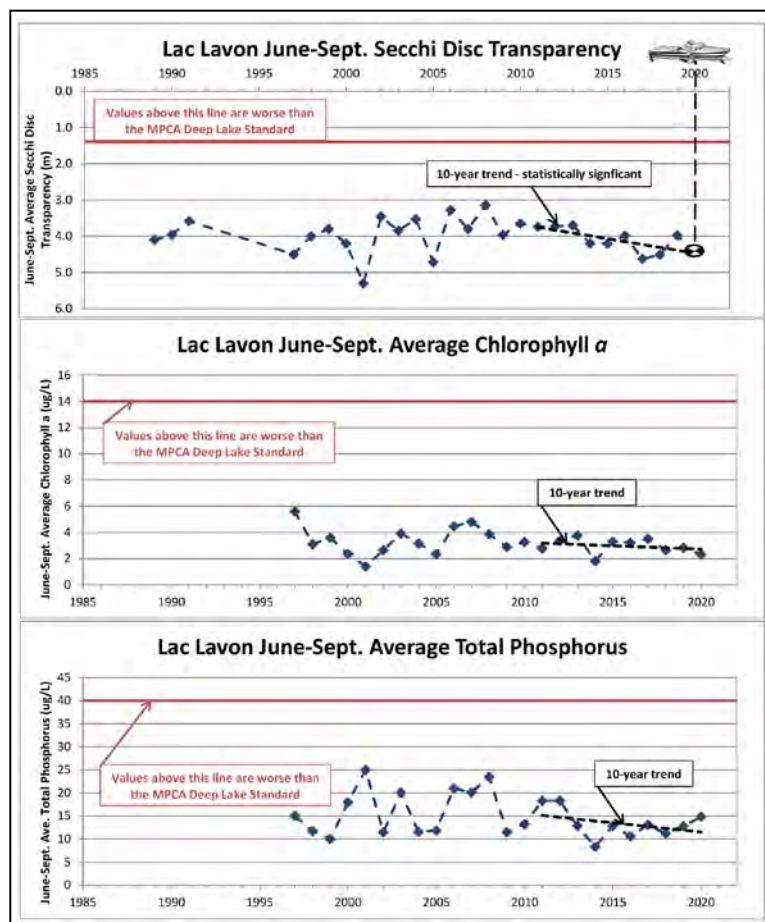 Lac Lavon June-Sept. Secchi Disc Transparency
1985 1990 1995 2000 2005 2010 2015 2020
June-Sept. Average Secchi Disc
Transparency (m)
0.0
1.0
2.0
3.0
4.0
5.0
6.0
Values above this line are worse than
the MPCA Deep Lake Standard
10-year trend - statistically signficant
Lac Lavon June-Sept. Average Chlorophyll a
June-Sept. Average Chlorophyll a (ug/L)
16
14
12
10
8
6
4
2
0
Values above this line are worse than
the MPCA Deep Lake Standard
10-year trend
1985 1990 1995 2000 2005 2010 2015 2020
Lac Lavon June-Sept. Average Total Phosphorus
June-Sept. Ave. Total Phosphorus (ug/L)
45
40
35
30
25
20
15
10
5
0
Values above this line are worse than
the MPCA Deep Lake Standard
10-year trend
1985 1990 1995 2000 2005 2010 2015 2020